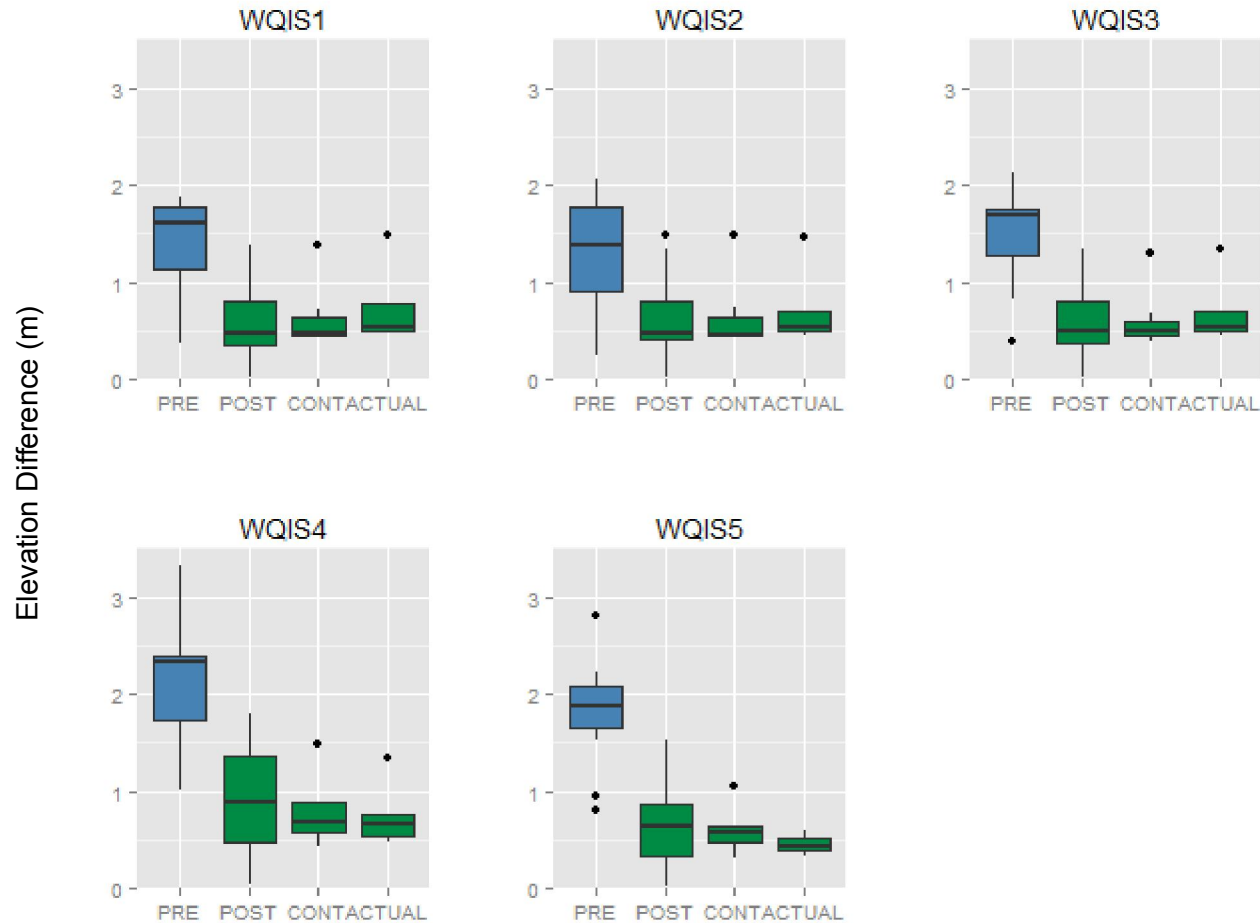 WQIS1
3
2
1
0
PRE POST CONTACTUAL
WQIS2
3
2
1
0
PRE POST CONTACTUAL
WQIS3
3
2
1
0
PRE POST CONTACTUAL
Elevation Difference (m)
WQIS4
3
2
1
0
PRE POST CONTACTUAL
WQIS5
3
2
1
0
PRE POST CONTACTUAL